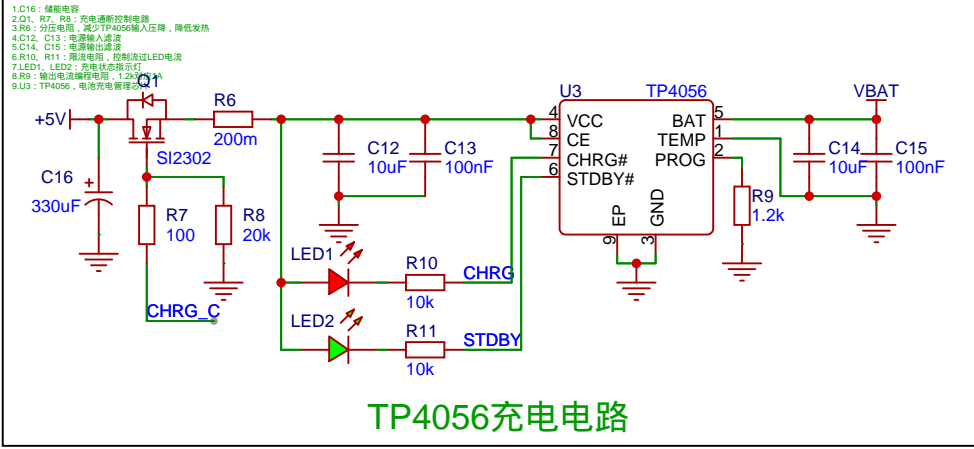 1.C16：储能电容
2.Q1、R7、R8：充电通断控制电路
3.R6：分压电阻，减少TP4056输入压降，降低发热
4.C12、C13：电源输入滤波
5.C14、C15：电源输出滤波
6.R10、R11：限流电阻，控制流过LED电流
7.LED1、LED2：充电状态指示灯
8.R9：输出电流编程电阻，1.2k对应1A
9.U3：TP4056，电池充电管理芯片
Q1
+5V
R6
200m
SI2302
C16
330uF
R7
100
R8
20k
CHRG_C
C12
10uF
C13
100nF
LED1
R10
10k
CHRG
LED2
R11
10k
STDBY
U3
TP4056
4
VCC
8
CE
7
CHRG#
6
STDBY#
BAT
5
TEMP
1
PROG
2
EP
9
GND
3
VBAT
R9
1.2k
C14
10uF
C15
100nF
TP4056充电电路